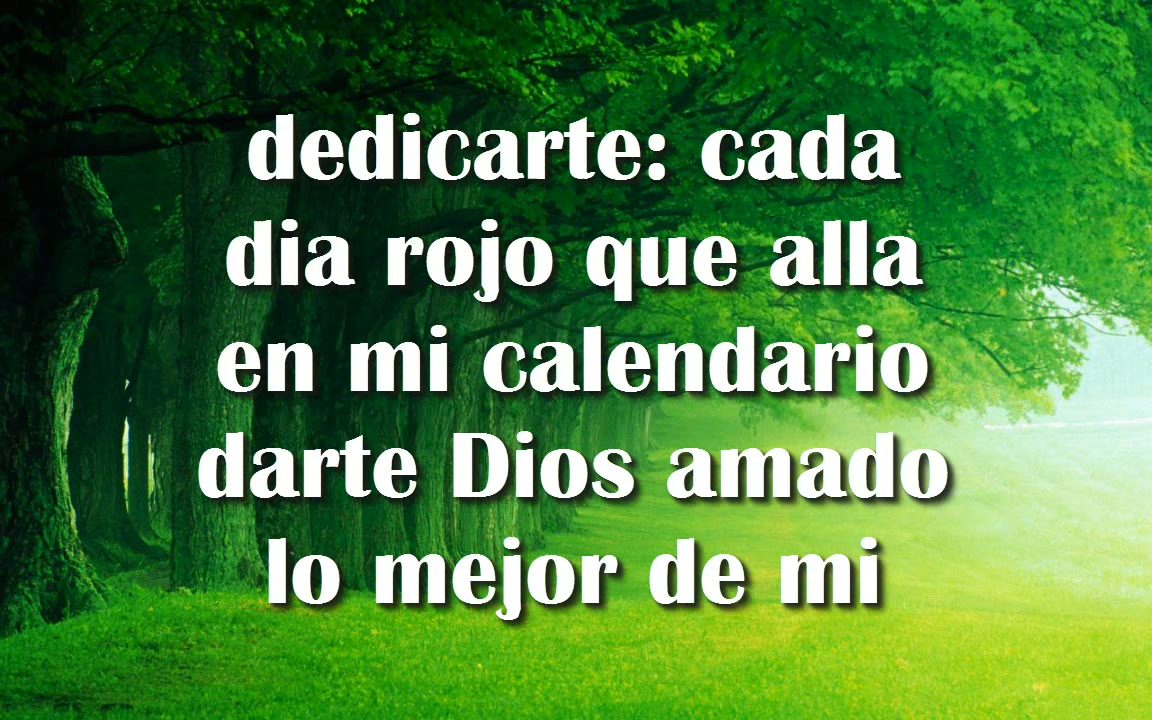 dedicarte: cada
dia rojo que alla
en mi calendario
darte Dios amado
lo mejor de mi